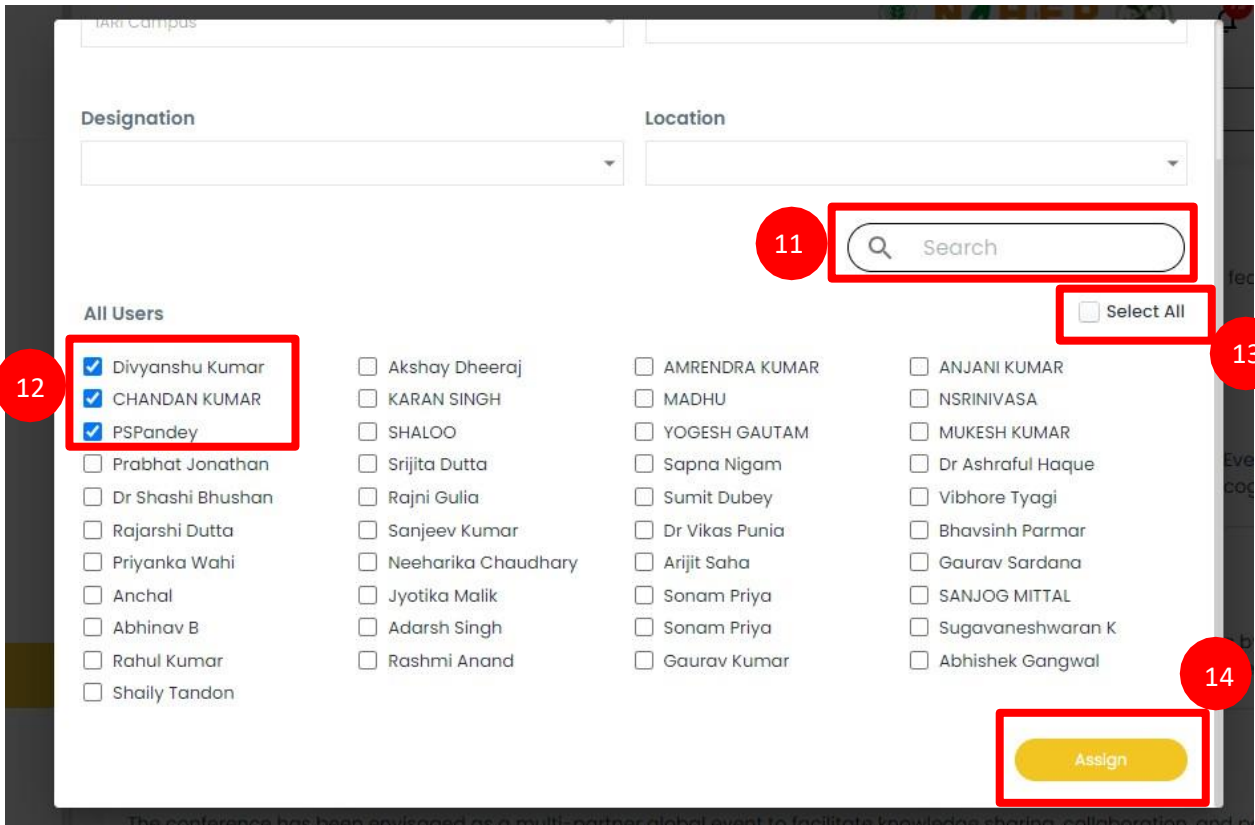 IARI Campus
NAHEP
Designation Location
11 Search
All Users Select All
13
12
Divyanshu Kumar Akshay Dheeraj AMRENDRA KUMAR ANJANI KUMAR
CHANDAN KUMAR KARAN SINGH MADHU NSRINIVASA
PSPandey SHALOO YOGESH GAUTAM MUKESH KUMAR
Prabhat Jonathan Srijita Dutta Sapna Nigam Dr Ashraful Haque
Dr Shashi Bhushan Rajni Gulia Sumit Dubey Vibhore Tyagi
Rajarshi Dutta Sanjeev Kumar Dr Vikas Punia Bhavsinh Parmar
Priyanka Wahi Neeharika Chaudhary Arijit Saha Gaurav Sardana
Anchal Jyotika Malik Sonam Priya SANJOG MITTAL
Abhinav B Adarsh Singh Sonam Priya Sugavaneshwaran K
Rahul Kumar Rashmi Anand Gaurav Kumar Abhishek Gangwal
Shaily Tandon
14
Assign
The conference has been envisaged as a multi-partner global event to facilitate knowledge sharing, collaboration, and